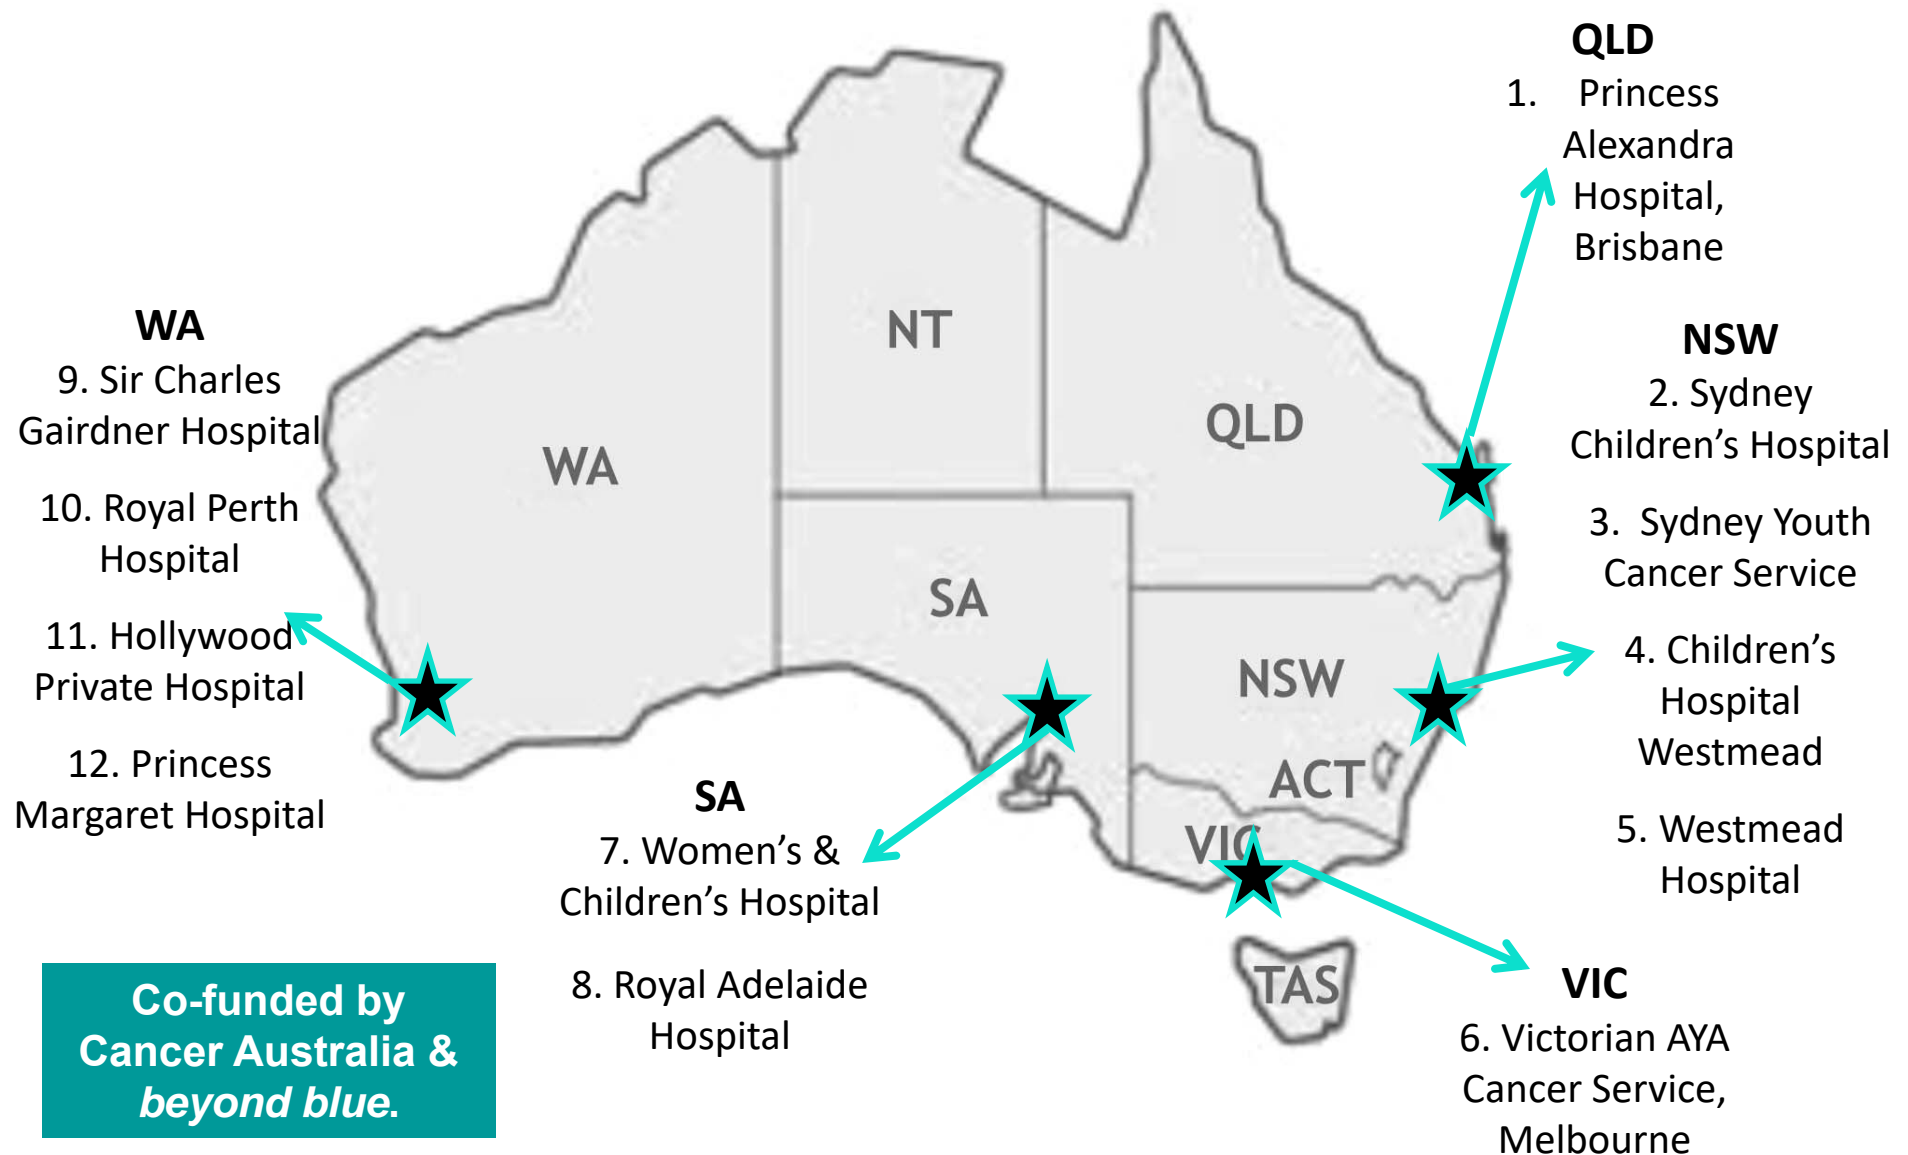 QLD
1. Princess
Alexandra
Hospital,
Brisbane
NSW
2. Sydney
Children’s Hospital
3. Sydney Youth
Cancer Service
4. Children’s
Hospital
Westmead
5. Westmead
Hospital
VIC
6. Victorian AYA
Cancer Service,
Melbourne
SA
7. Women’s &
Children’s Hospital
8. Royal Adelaide
Hospital
WA
9. Sir Charles
Gairdner Hospital
10. Royal Perth
Hospital
11. Hollywood
Private Hospital
12. Princess
Margaret Hospital
WA
NT
QLD
SA
NSW
ACT
VIC
TAS
Co-funded by
Cancer Australia &
beyond blue.